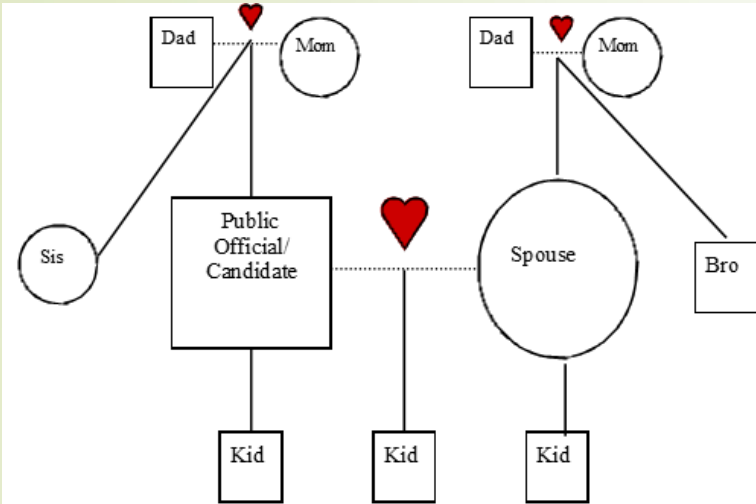 Dad
Mom
Dad
Mom
Sis
Public
Official/
Candidate
Spouse
Bro
Kid
Kid
Kid